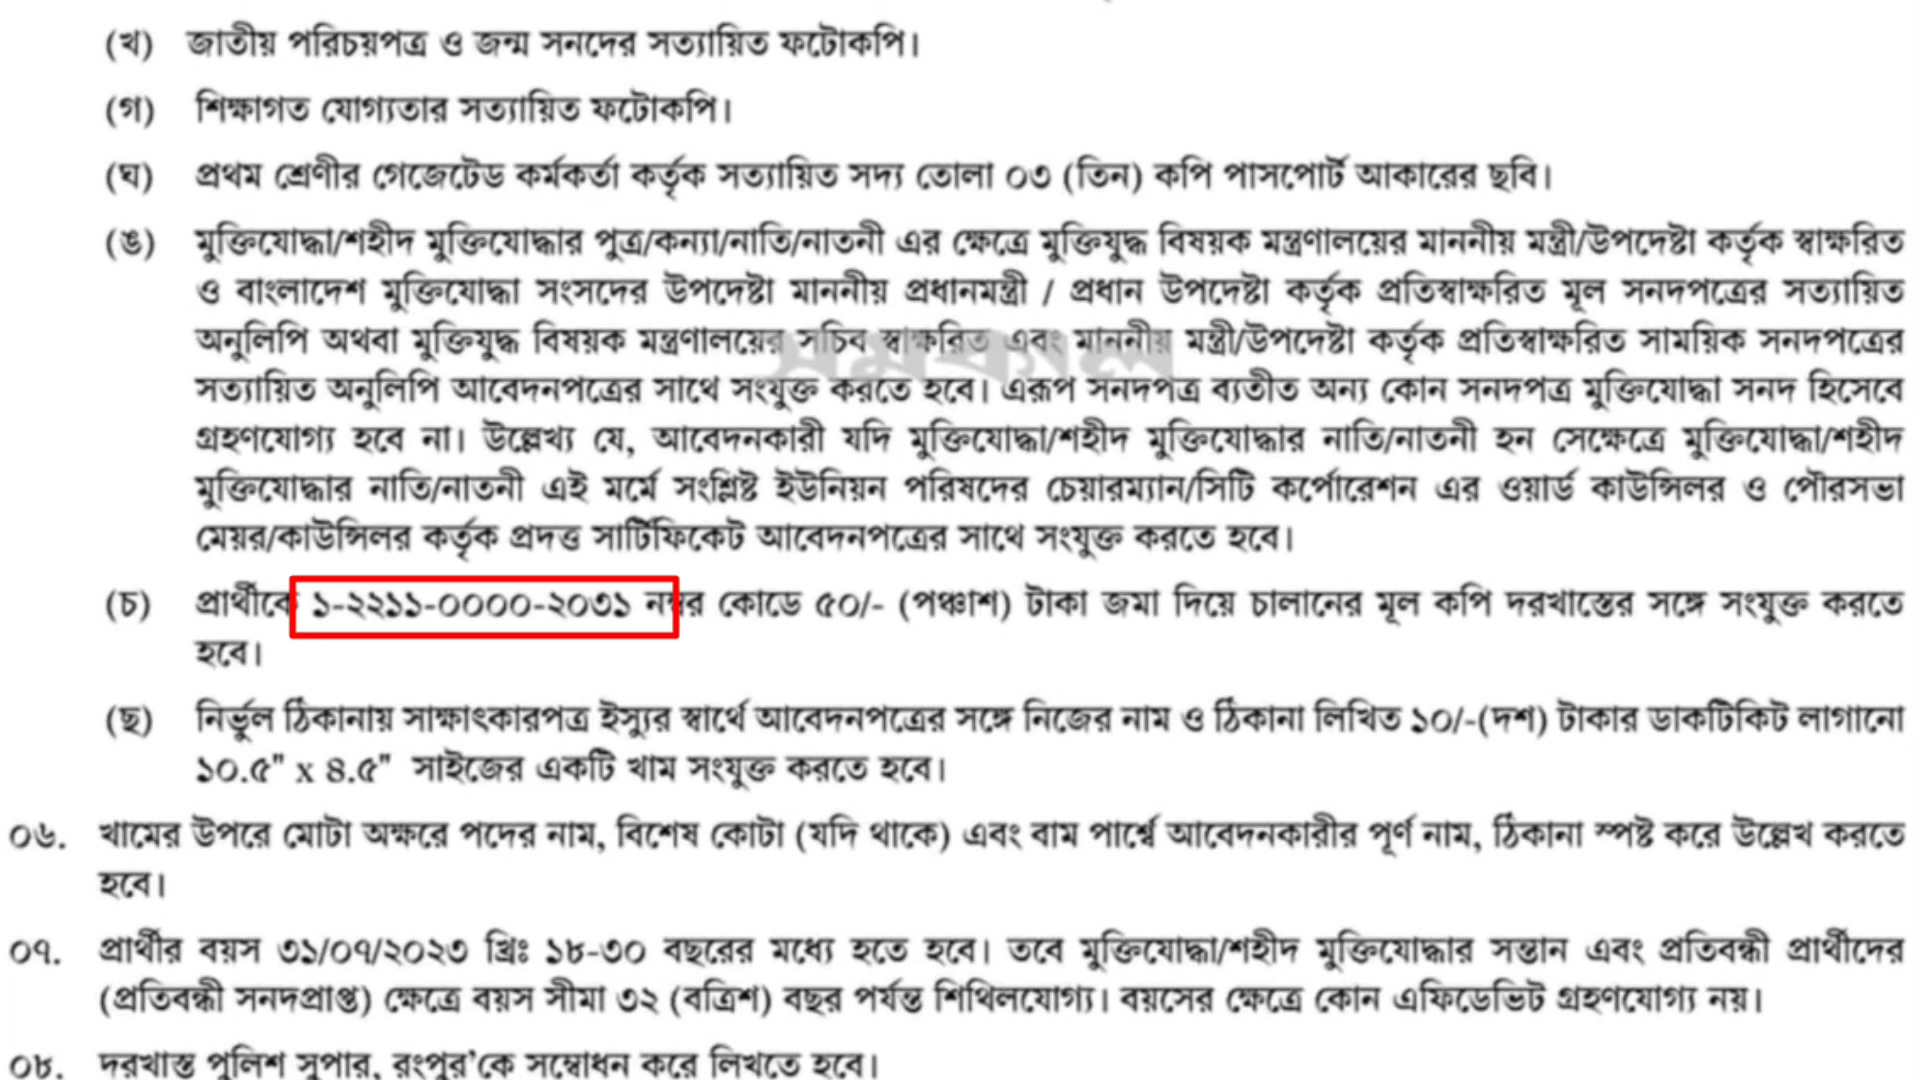 (খ) জাতীয় পরিচয়পত্র ও জন্ম সনদের সত্যায়িত ফটোকপি।
(গ) শিক্ষাগত যোগ্যতার সত্যায়িত ফটোকপি।
(ঘ) প্রথম শ্রেণীর গেজেটেড কর্মকর্তা কর্তৃক সত্যায়িত সদ্য তোলা ০৩ (তিন) কপি পাসপোর্ট আকারের ছবি।
(ঙ) মুক্তিযোদ্ধা/শহীদ মুক্তিযোদ্ধার পুত্র/কন্যা/নাতি/নাতনী এর ক্ষেত্রে মুক্তিযুদ্ধ বিষয়ক মন্ত্রণালয়ের মাননীয় মন্ত্রী/উপদেষ্টা কর্তৃক স্বাক্ষরিত
ও বাংলাদেশ মুক্তিযোদ্ধা সংসদের উপদেষ্টা মাননীয় প্রধানমন্ত্রী / প্রধান উপদেষ্টা কর্তৃক প্রতিস্বাক্ষরিত মূল সনদপত্রের সত্যায়িত
অনুলিপি অথবা মুক্তিযুদ্ধ বিষয়ক মন্ত্রণালয়ের সচিব স্বাক্ষরিত এবং মাননীয় মন্ত্রী/উপদেষ্টা কর্তৃক প্রতিস্বাক্ষরিত সাময়িক সনদপত্রের
সমকাল
সত্যায়িত অনুলিপি আবেদনপত্রের সাথে সংযুক্ত করতে হবে। এরূপ সনদপত্র ব্যতীত অন্য কোন সনদপত্র মুক্তিযোদ্ধা সনদ হিসেবে
গ্রহণযোগ্য হবে না। উল্লেখ্য যে, আবেদনকারী যদি মুক্তিযোদ্ধা/শহীদ মুক্তিযোদ্ধার নাতি/নাতনী হন সেক্ষেত্রে মুক্তিযোদ্ধা/শহীদ
মুক্তিযোদ্ধার নাতি/নাতনী এই মর্মে সংশ্লিষ্ট ইউনিয়ন পরিষদের চেয়ারম্যান/সিটি কর্পোরেশন এর ওয়ার্ড কাউন্সিলর ও পৌরসভা
মেয়র/কাউন্সিলর কর্তৃক প্রদত্ত সার্টিফিকেট আবেদনপত্রের সাথে সংযুক্ত করতে হবে।
(চ) প্রার্থীকে ১-২২১১-০০০০-২০৩১ নম্বর কোডে ৫০/- (পঞ্চাশ) টাকা জমা দিয়ে চালানের মূল কপি দরখাস্তের সঙ্গে সংযুক্ত করতে
হবে।
(ছ) নির্ভুল ঠিকানায় সাক্ষাৎকারপত্র ইস্যুর স্বার্থে আবেদনপত্রের সঙ্গে নিজের নাম ও ঠিকানা লিখিত ১০/-(দশ) টাকার ডাকটিকিট লাগানো
১০.৫" x ৪.৫" সাইজের একটি খাম সংযুক্ত করতে হবে।
০৬. খামের উপরে মোটা অক্ষরে পদের নাম, বিশেষ কোটা (যদি থাকে) এবং বাম পার্শ্বে আবেদনকারীর পূর্ণ নাম, ঠিকানা স্পষ্ট করে উল্লেখ করতে
হবে।
০৭. প্রার্থীর বয়স ৩১/০৭/২০২৩ খ্রিঃ ১৮-৩০ বছরের মধ্যে হতে হবে। তবে মুক্তিযোদ্ধা/শহীদ মুক্তিযোদ্ধার সন্তান এবং প্রতিবন্ধী প্রার্থীদের
(প্রতিবন্ধী সনদপ্রাপ্ত) ক্ষেত্রে বয়স সীমা ৩২ (বত্রিশ) বছর পর্যন্ত শিথিলযোগ্য। বয়সের ক্ষেত্রে কোন এফিডেভিট গ্রহণযোগ্য নয়।
০৮. দরখাস্ত পুলিশ সুপার, রংপুর'কে সম্বোধন করে লিখতে হবে।